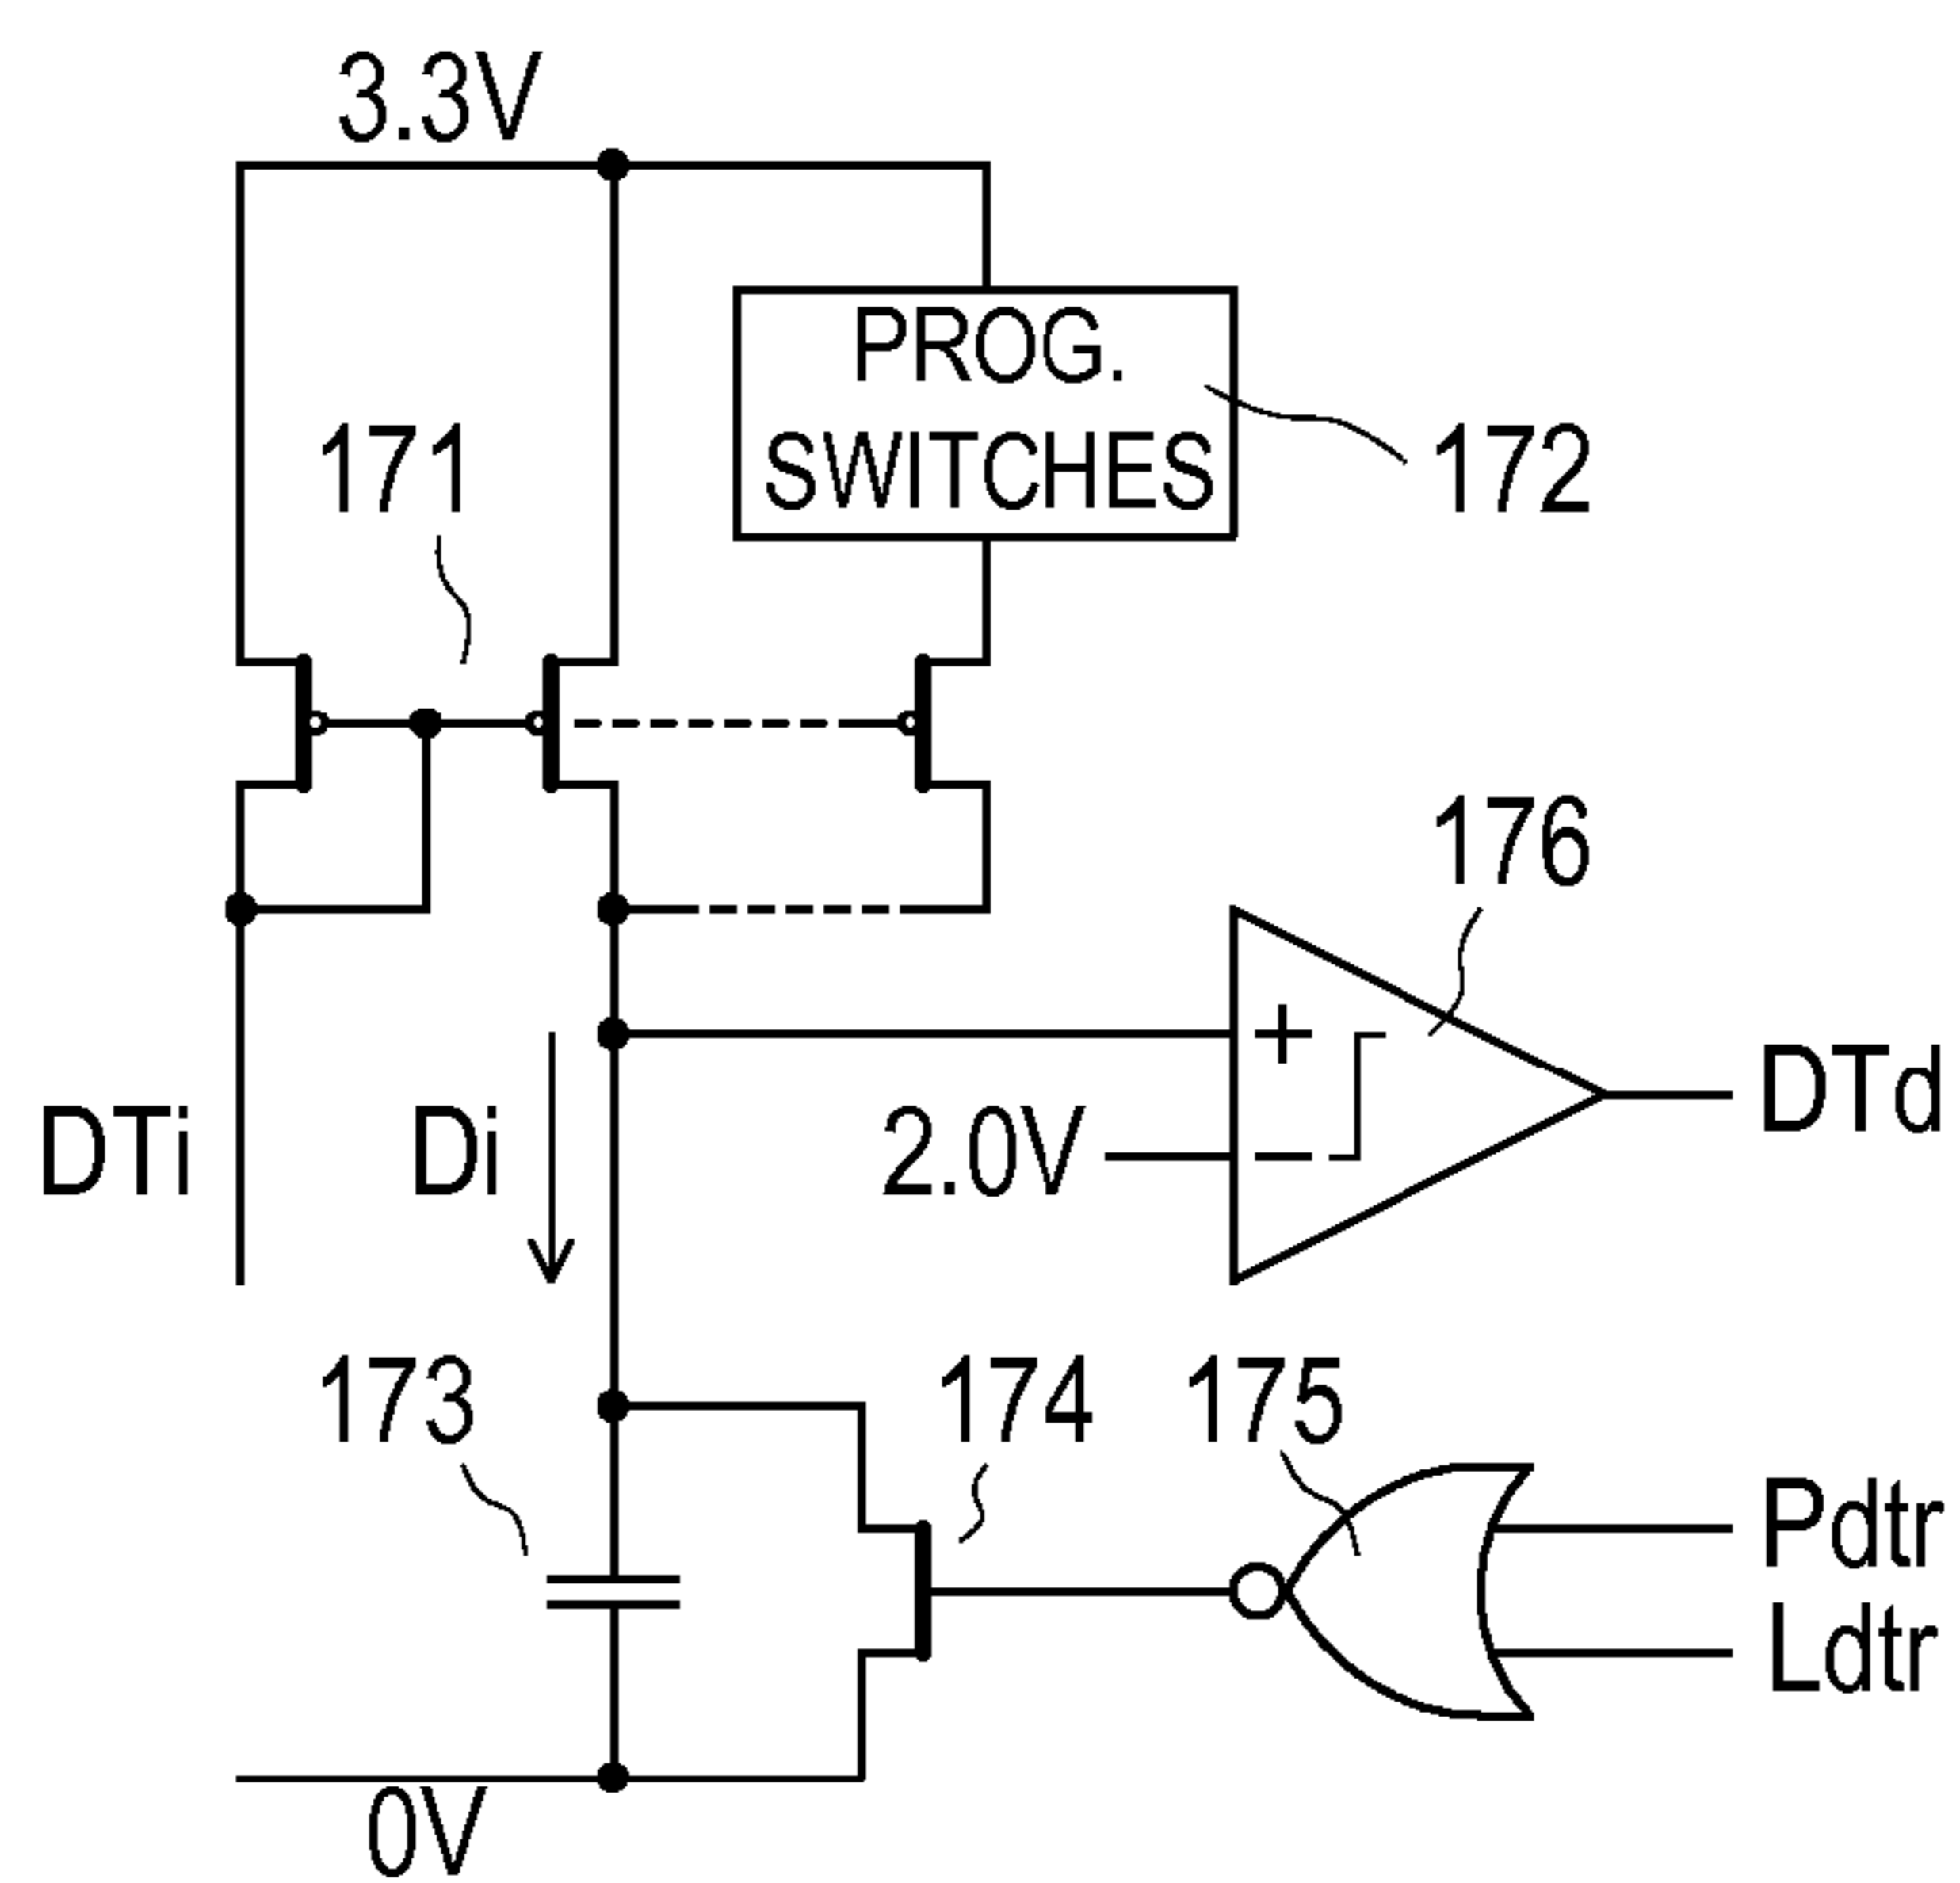 3.3V
PROG.
SWITCHES
171
172
176
+
DTd
DTi
Di
2.0V
−
173
174
175
Pdtr
Ldtr
0V